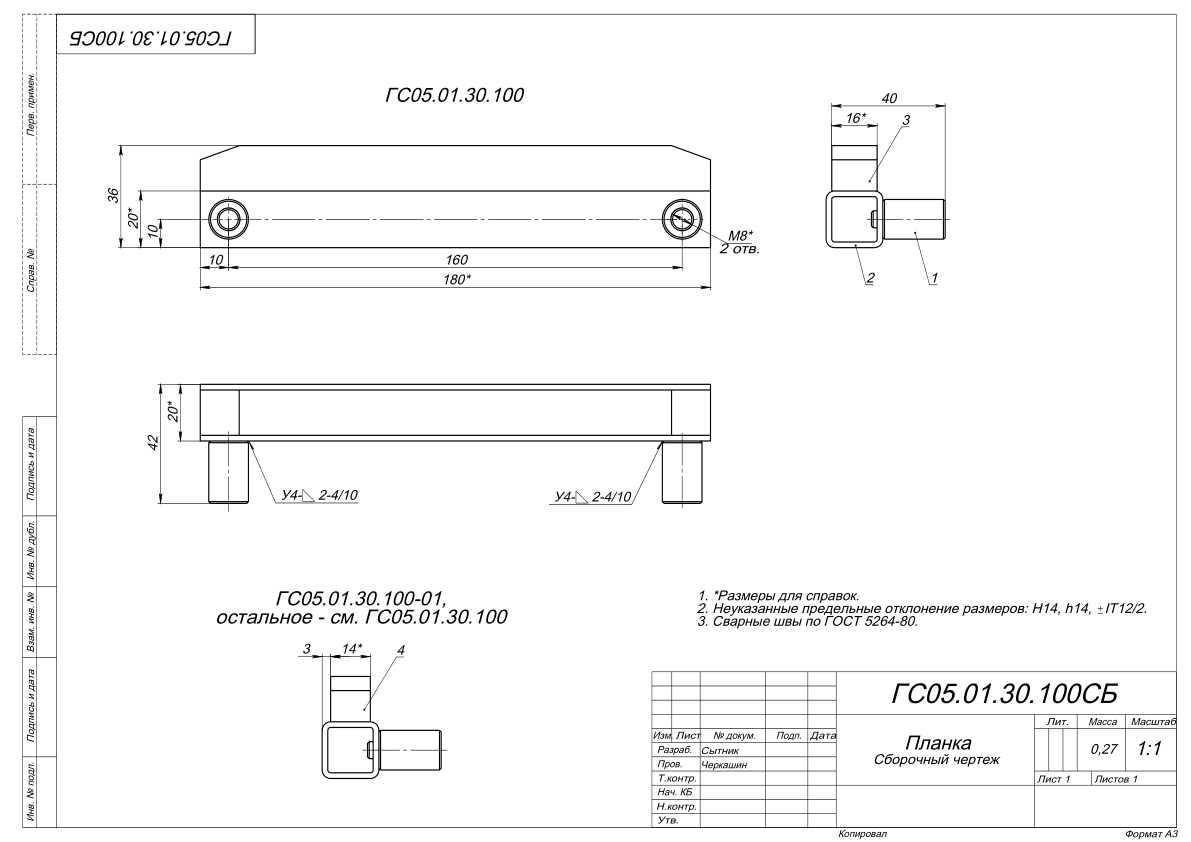 ГС05.01.30.100СБ
Перв. примен.
Справ. №
Подпись и дата
Инв. № дубл.
Взам. инв. №
Подпись и дата
Инв. № подл.
ГС05.01.30.100
36
20*
10
10
160
180*
М8*
2 отв.
40
16*
3
2
1
42
20*
У4- 2-4/10
У4- 2-4/10
ГС05.01.30.100-01,
остальное - см. ГС05.01.30.100
3
14*
4
1. *Размеры для справок.
2. Неуказанные предельные отклонение размеров: H14, h14, ±IT12/2.
3. Сварные швы по ГОСТ 5264-80.
ГС05.01.30.100СБ
Изм. Лист № докум. Подп. Дата
Разраб. Сытник
Пров. Черкашин
Т.контр.
Нач. КБ
Н.контр.
Утв.
Планка
Сборочный чертеж
Лит. Масса Масштаб
0,27 1:1
Лист 1 Листов 1
Копировал Формат А3